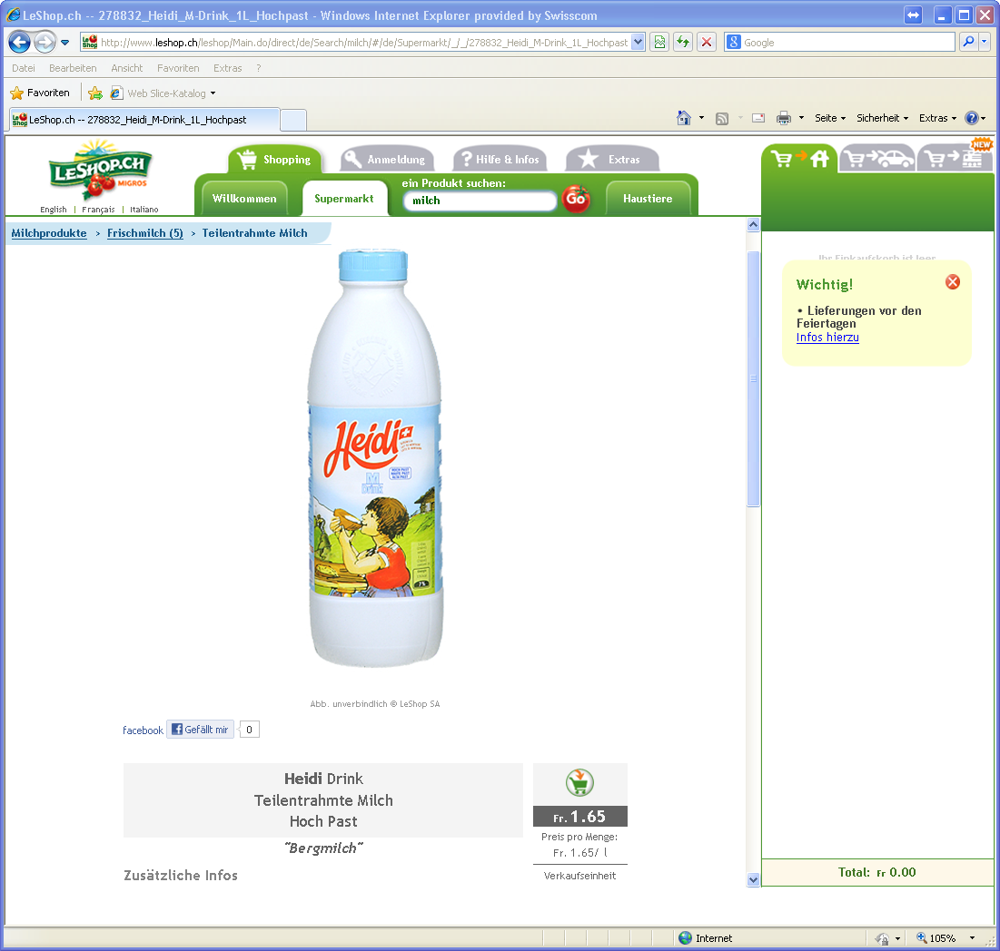 LeShop.ch -- 278832_Heidi_M-Drink_1L_Hochpast - Windows Internet Explorer provided by Swisscom
http://www.leshop.ch/leshop/Main.do/direct/de/Search/milch/#/de/Supermarkt/_/_/278832_Heidi_M-Drink_1L_Hochpast
Google
Datei Bearbeiten Ansicht Favoriten Extras ?
Favoriten Web Slice-Katalog
LeShop.ch -- 278832_Heidi_M-Drink_1L_Hochpast
Seite Sicherheit Extras
LeSHOP.CH
MIGROS
English | Français | Italiano
Shopping Anmeldung Hilfe & Infos Extras
NEW
Willkommen Supermarkt
ein Produkt suchen:
milch
Go
Haustiere
Milchprodukte > Frischmilch (5) > Teilentrahmte Milch
Ihr Einkaufskorb ist leer
Wichtig!
• Lieferungen vor den
Feiertagen
Infos hierzu
Heidi
M
Drink
Abb. unverbindlich © LeShop SA
facebook Gefällt mir 0
Heidi Drink
Teilentrahmte Milch
Hoch Past
"Bergmilch"
Zusätzliche Infos
Fr. 1.65
Preis pro Menge:
Fr. 1.65/ l
Verkaufseinheit
Total: Fr 0.00
Internet
105%